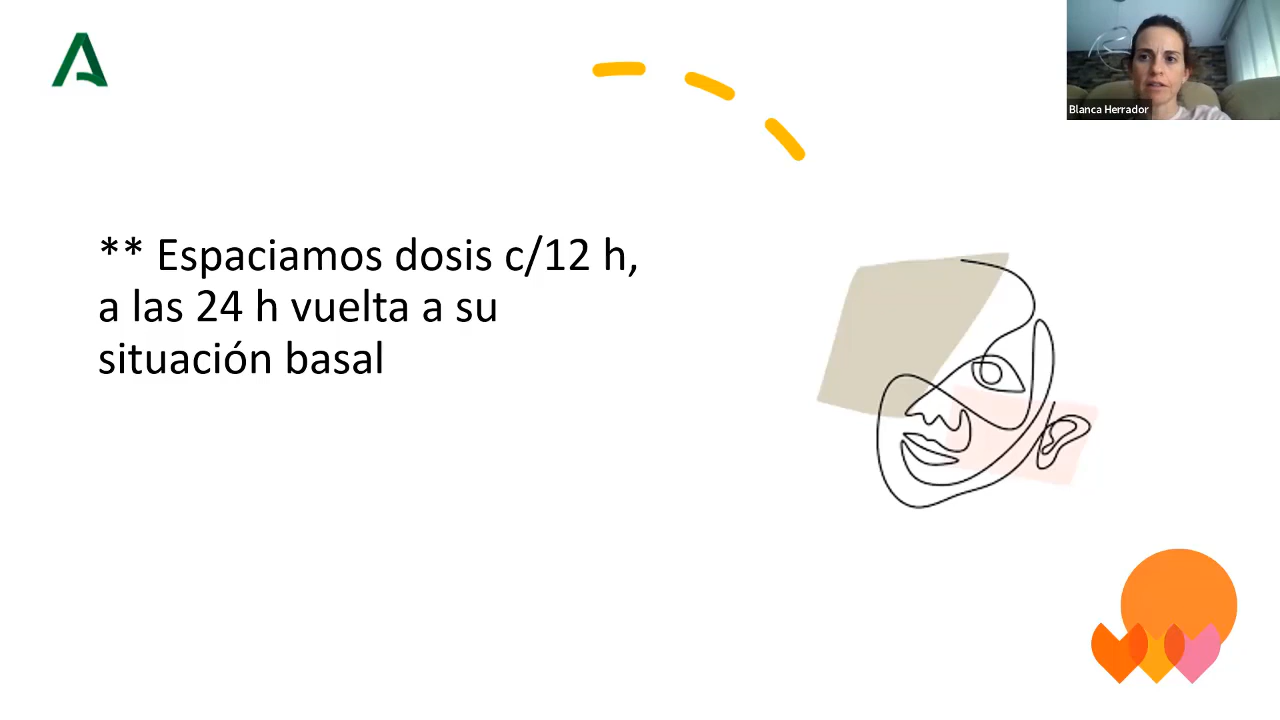 Blanca Herrador
** Espaciamos dosis c/12 h,
a las 24 h vuelta a su
situación basal